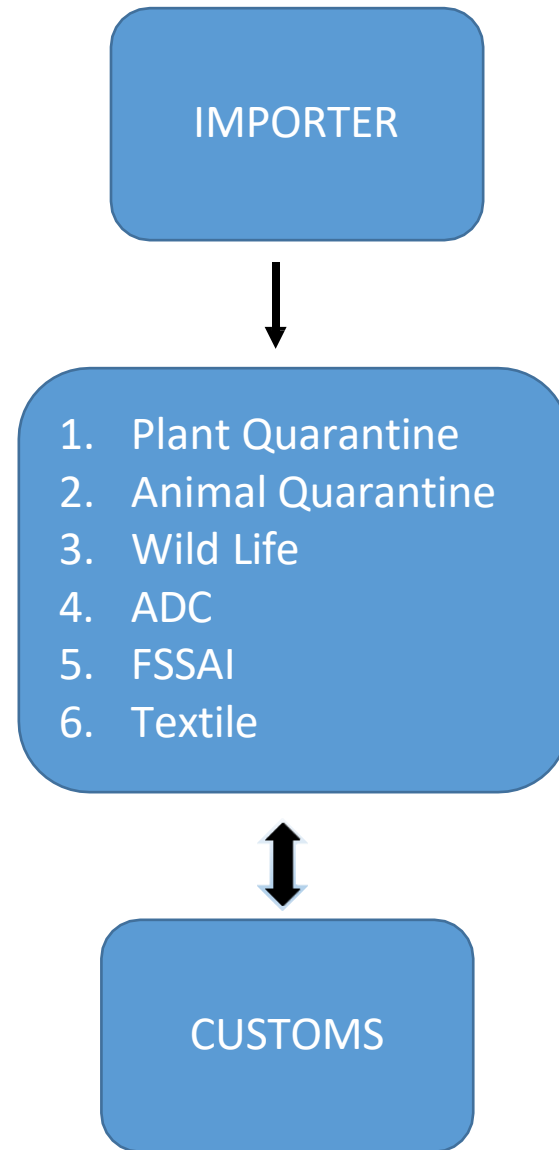 IMPORTER
1. Plant Quarantine
2. Animal Quarantine
3. Wild Life
4. ADC
5. FSSAI
6. Textile
CUSTOMS